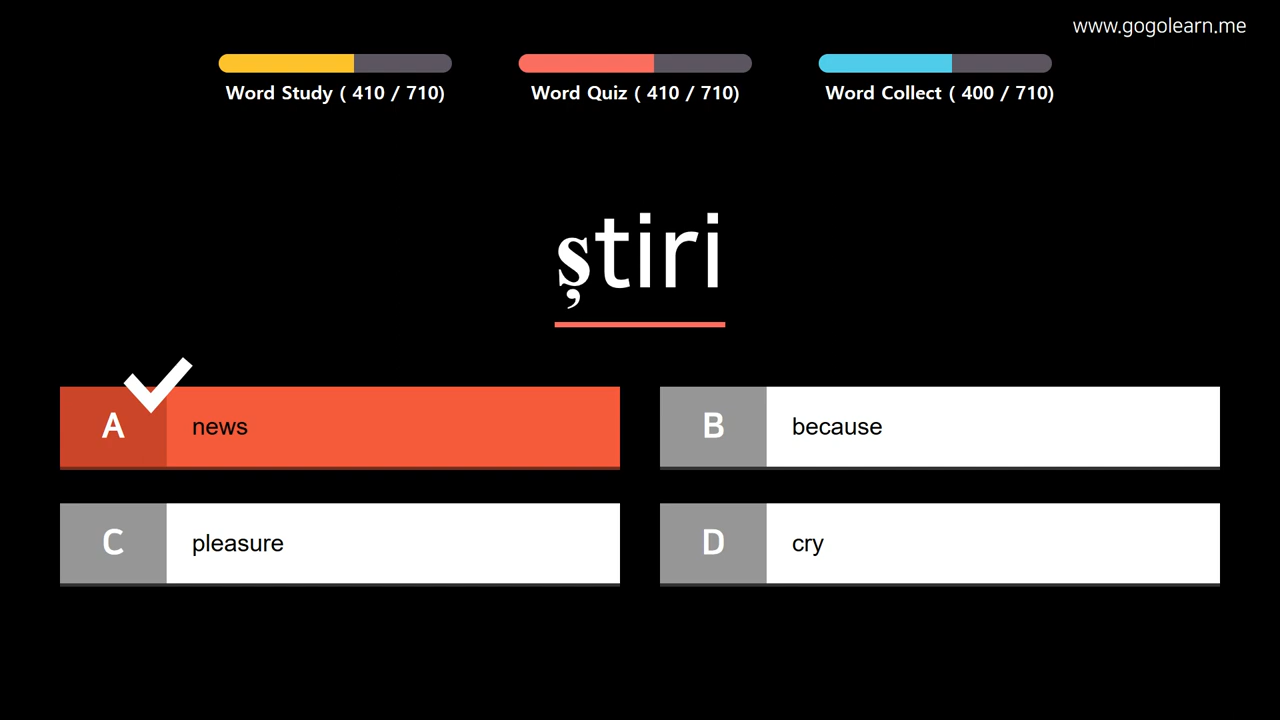 www.gogolearn.me
Word Study ( 410 / 710)
Word Quiz ( 410 / 710)
Word Collect ( 400 / 710)
știri
A news
B because
C pleasure
D cry